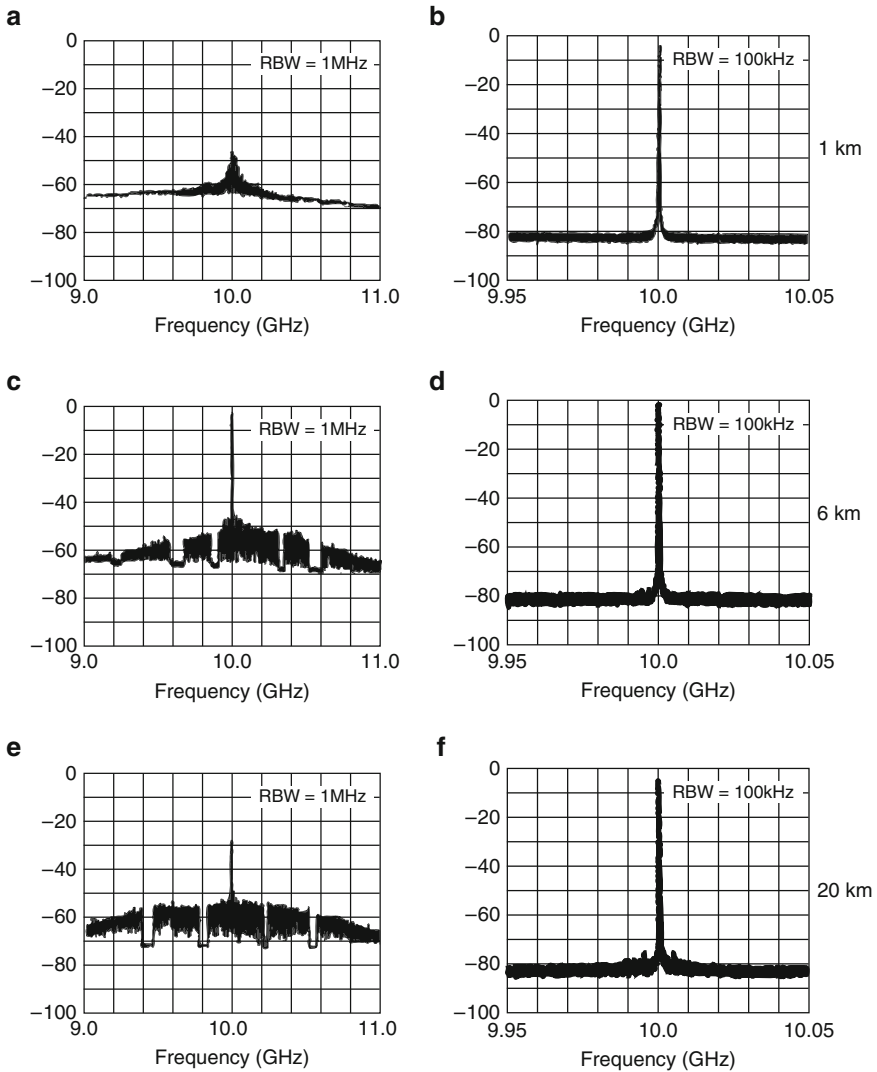 a
b
0
−20
−40
−60
−80
−100
RBW = 1MHz
9.0
10.0
11.0
Frequency (GHz)
0
−20
−40
−60
−80
−100
RBW = 100kHz
9.95
10.0
10.05
Frequency (GHz)
1 km
c
d
0
−20
−40
−60
−80
−100
RBW = 1MHz
9.0
10.0
11.0
Frequency (GHz)
0
−20
−40
−60
−80
−100
RBW = 100kHz
9.95
10.0
10.05
Frequency (GHz)
6 km
e
f
0
−20
−40
−60
−80
−100
RBW = 1MHz
9.0
10.0
11.0
Frequency (GHz)
0
−20
−40
−60
−80
−100
RBW = 100kHz
9.95
10.0
10.05
Frequency (GHz)
20 km